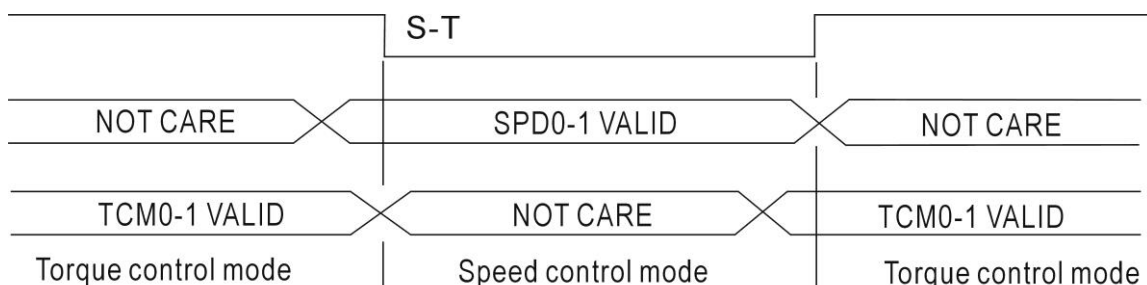 S-T
NOT CARE SPD0-1 VALID NOT CARE
TCM0-1 VALID NOT CARE TCM0-1 VALID
Torque control mode Speed control mode Torque control mode